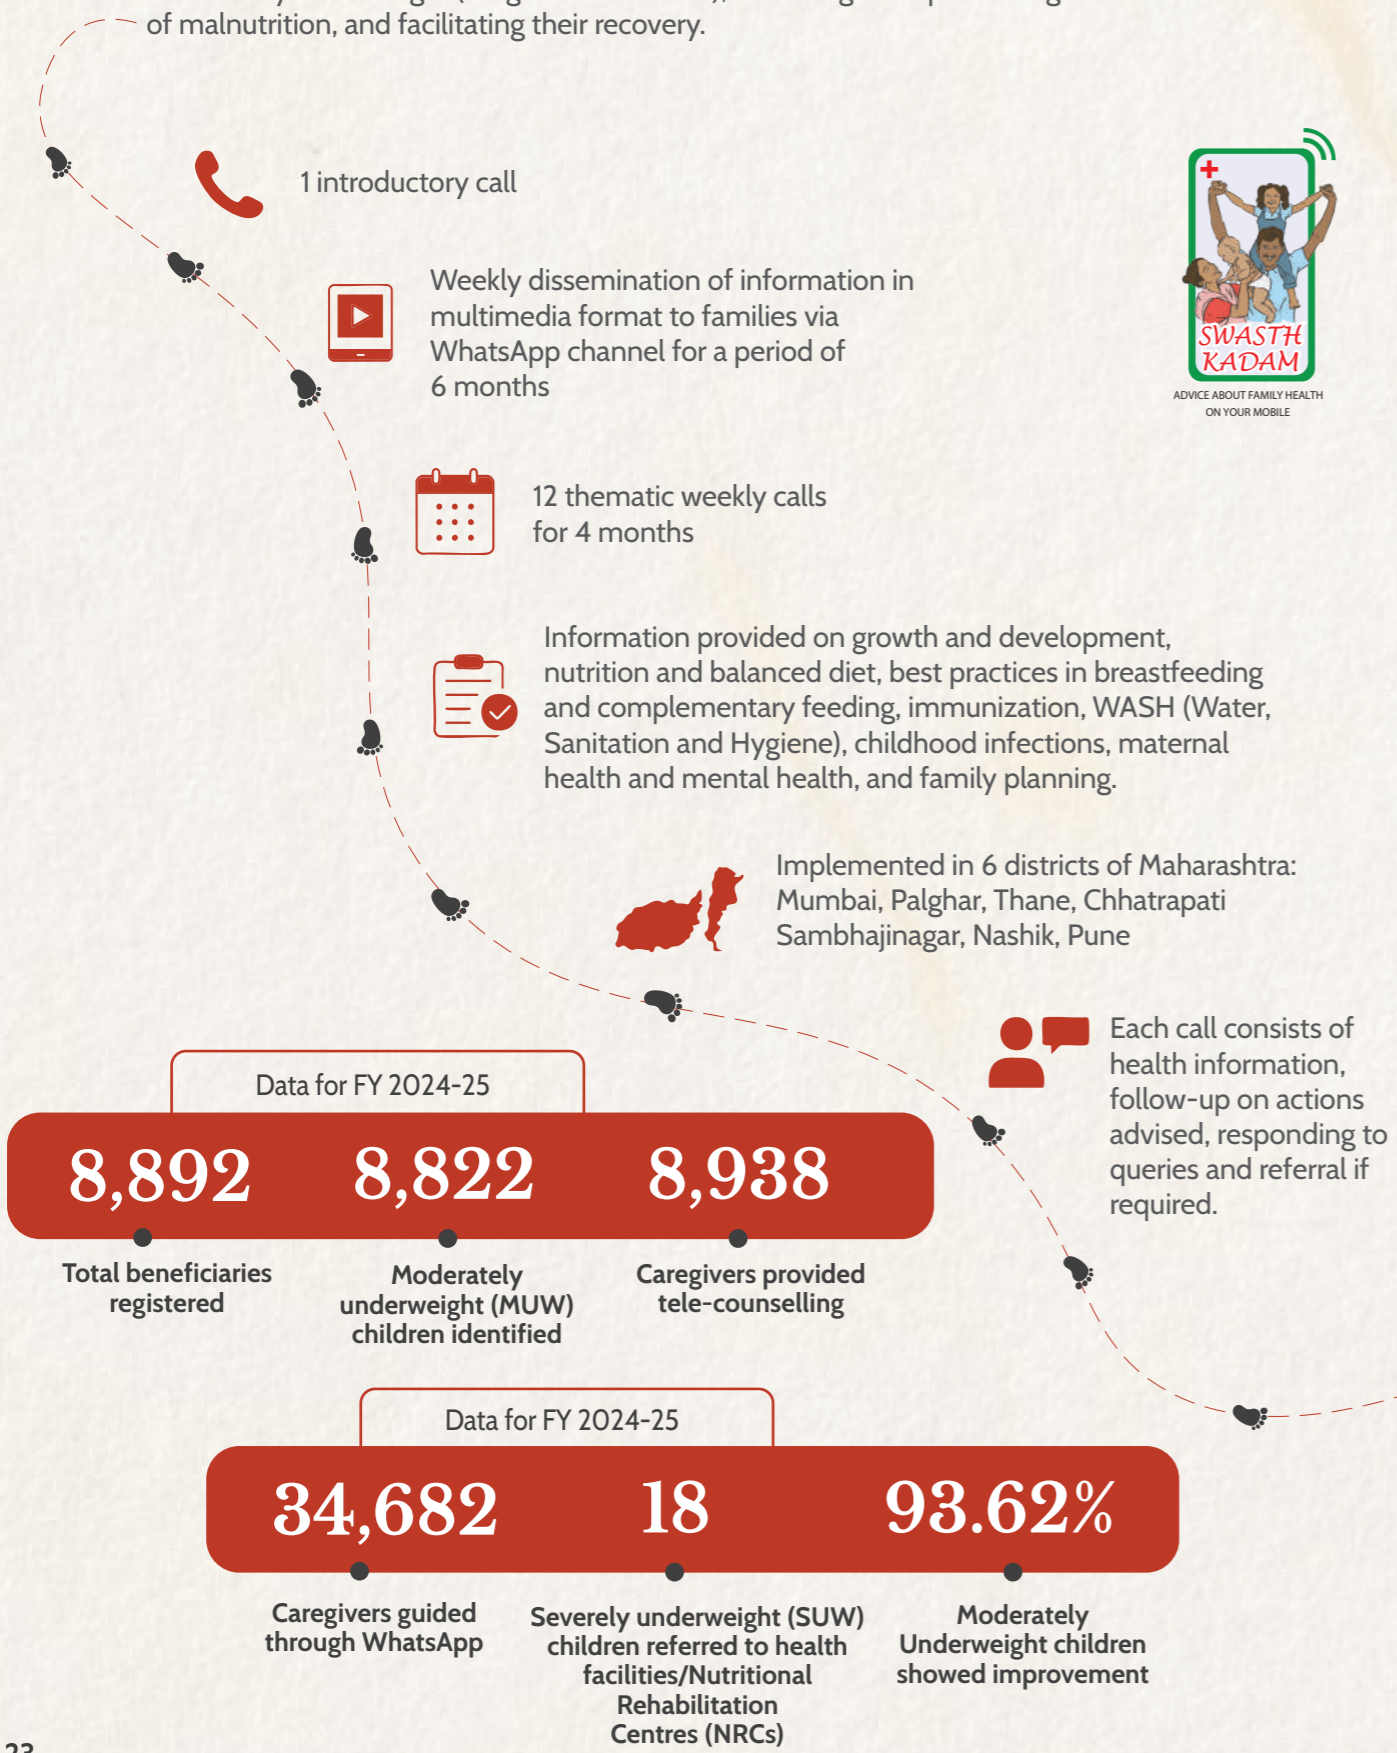 of malnutrition, and facilitating their recovery.
1 introductory call
SWASTH
KADAM
ADVICE ABOUT FAMILY HEALTH
ON YOUR MOBILE
Weekly dissemination of information in
multimedia format to families via
WhatsApp channel for a period of
6 months
12 thematic weekly calls
for 4 months
Information provided on growth and development,
nutrition and balanced diet, best practices in breastfeeding
and complementary feeding, immunization, WASH (Water,
Sanitation and Hygiene), childhood infections, maternal
health and mental health, and family planning.
Implemented in 6 districts of Maharashtra:
Mumbai, Palghar, Thane, Chhatrapati
Sambhajinagar, Nashik, Pune
Each call consists of
health information,
follow-up on actions
advised, responding to
queries and referral if
required.
Data for FY 2024-25
8,892
Total beneficiaries
registered
8,822
Moderately
underweight (MUW)
children identified
8,938
Caregivers provided
tele-counselling
Data for FY 2024-25
34,682
Caregivers guided
through WhatsApp
18
Severely underweight (SUW)
children referred to health
facilities/Nutritional
Rehabilitation
Centres (NRCs)
93.62%
Moderately
Underweight children
showed improvement
23